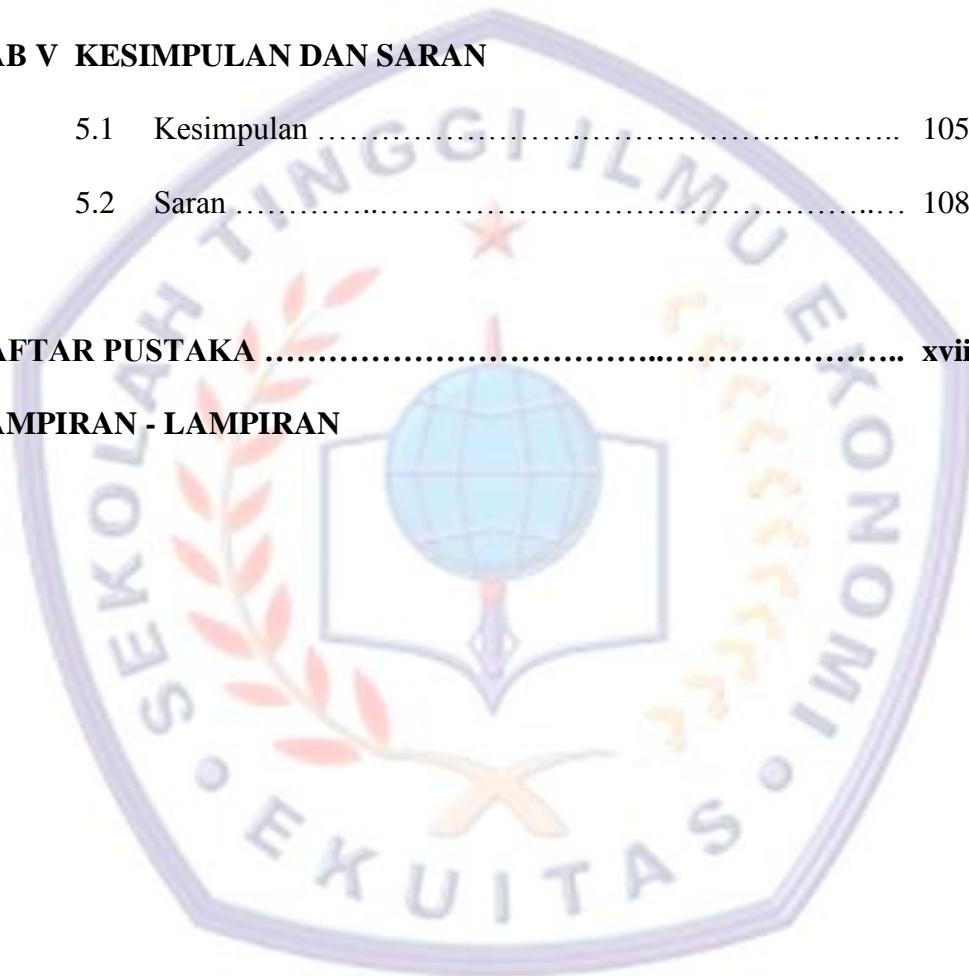 AB V KESIMPULAN DAN SARAN
5.1 Kesimpulan ………………………………………………….. 105
5.2 Saran …………..……………………………………………..… 108
AFTAR PUSTAKA ……………………………………...………………….. xvii
AMPIRAN - LAMPIRAN
SEKOLAH TINGGI ILMU EKONOMI
• EKUITAS •